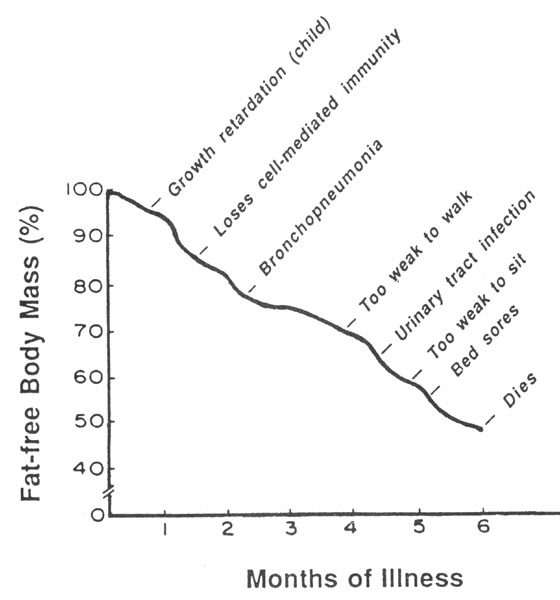 Growth retardation (child)
Loses cell-mediated immunity
Bronchopneumonia
Too weak to walk
Urinary tract infection
Too weak to sit
Bed sores
Dies
Fat-free Body Mass (%)
100
90
80
70
60
50
40
0
1 2 3 4 5 6
Months of Illness